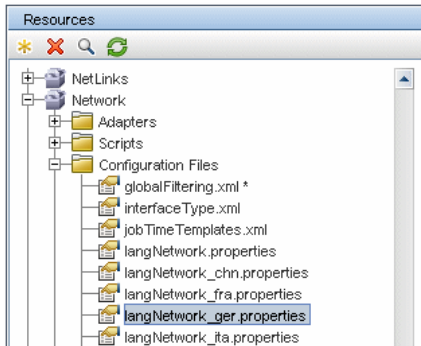 Resources
NetLinks
Network
Adapters
Scripts
Configuration Files
globalFiltering.xml *
interfaceType.xml
jobTimeTemplates.xml
langNetwork.properties
langNetwork_chn.properties
langNetwork_fra.properties
langNetwork_ger.properties
langNetwork_ita.properties